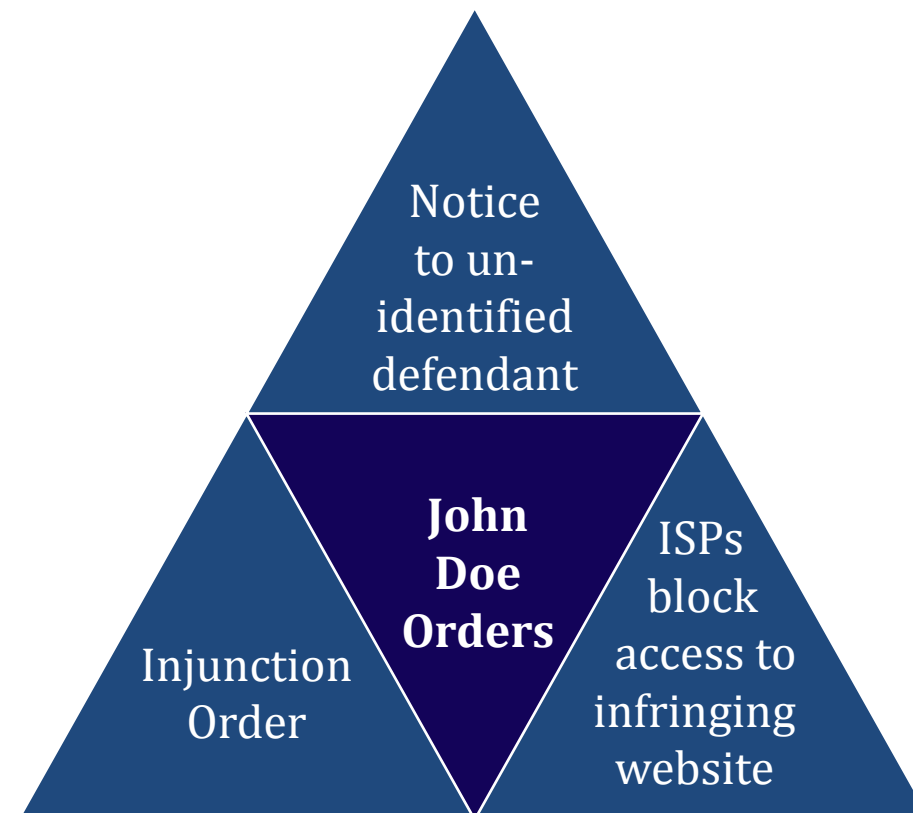 Notice
to un-
identified
defendant
John
Doe
Orders
Injunction
Order
ISPs
block
access to
infringing
website